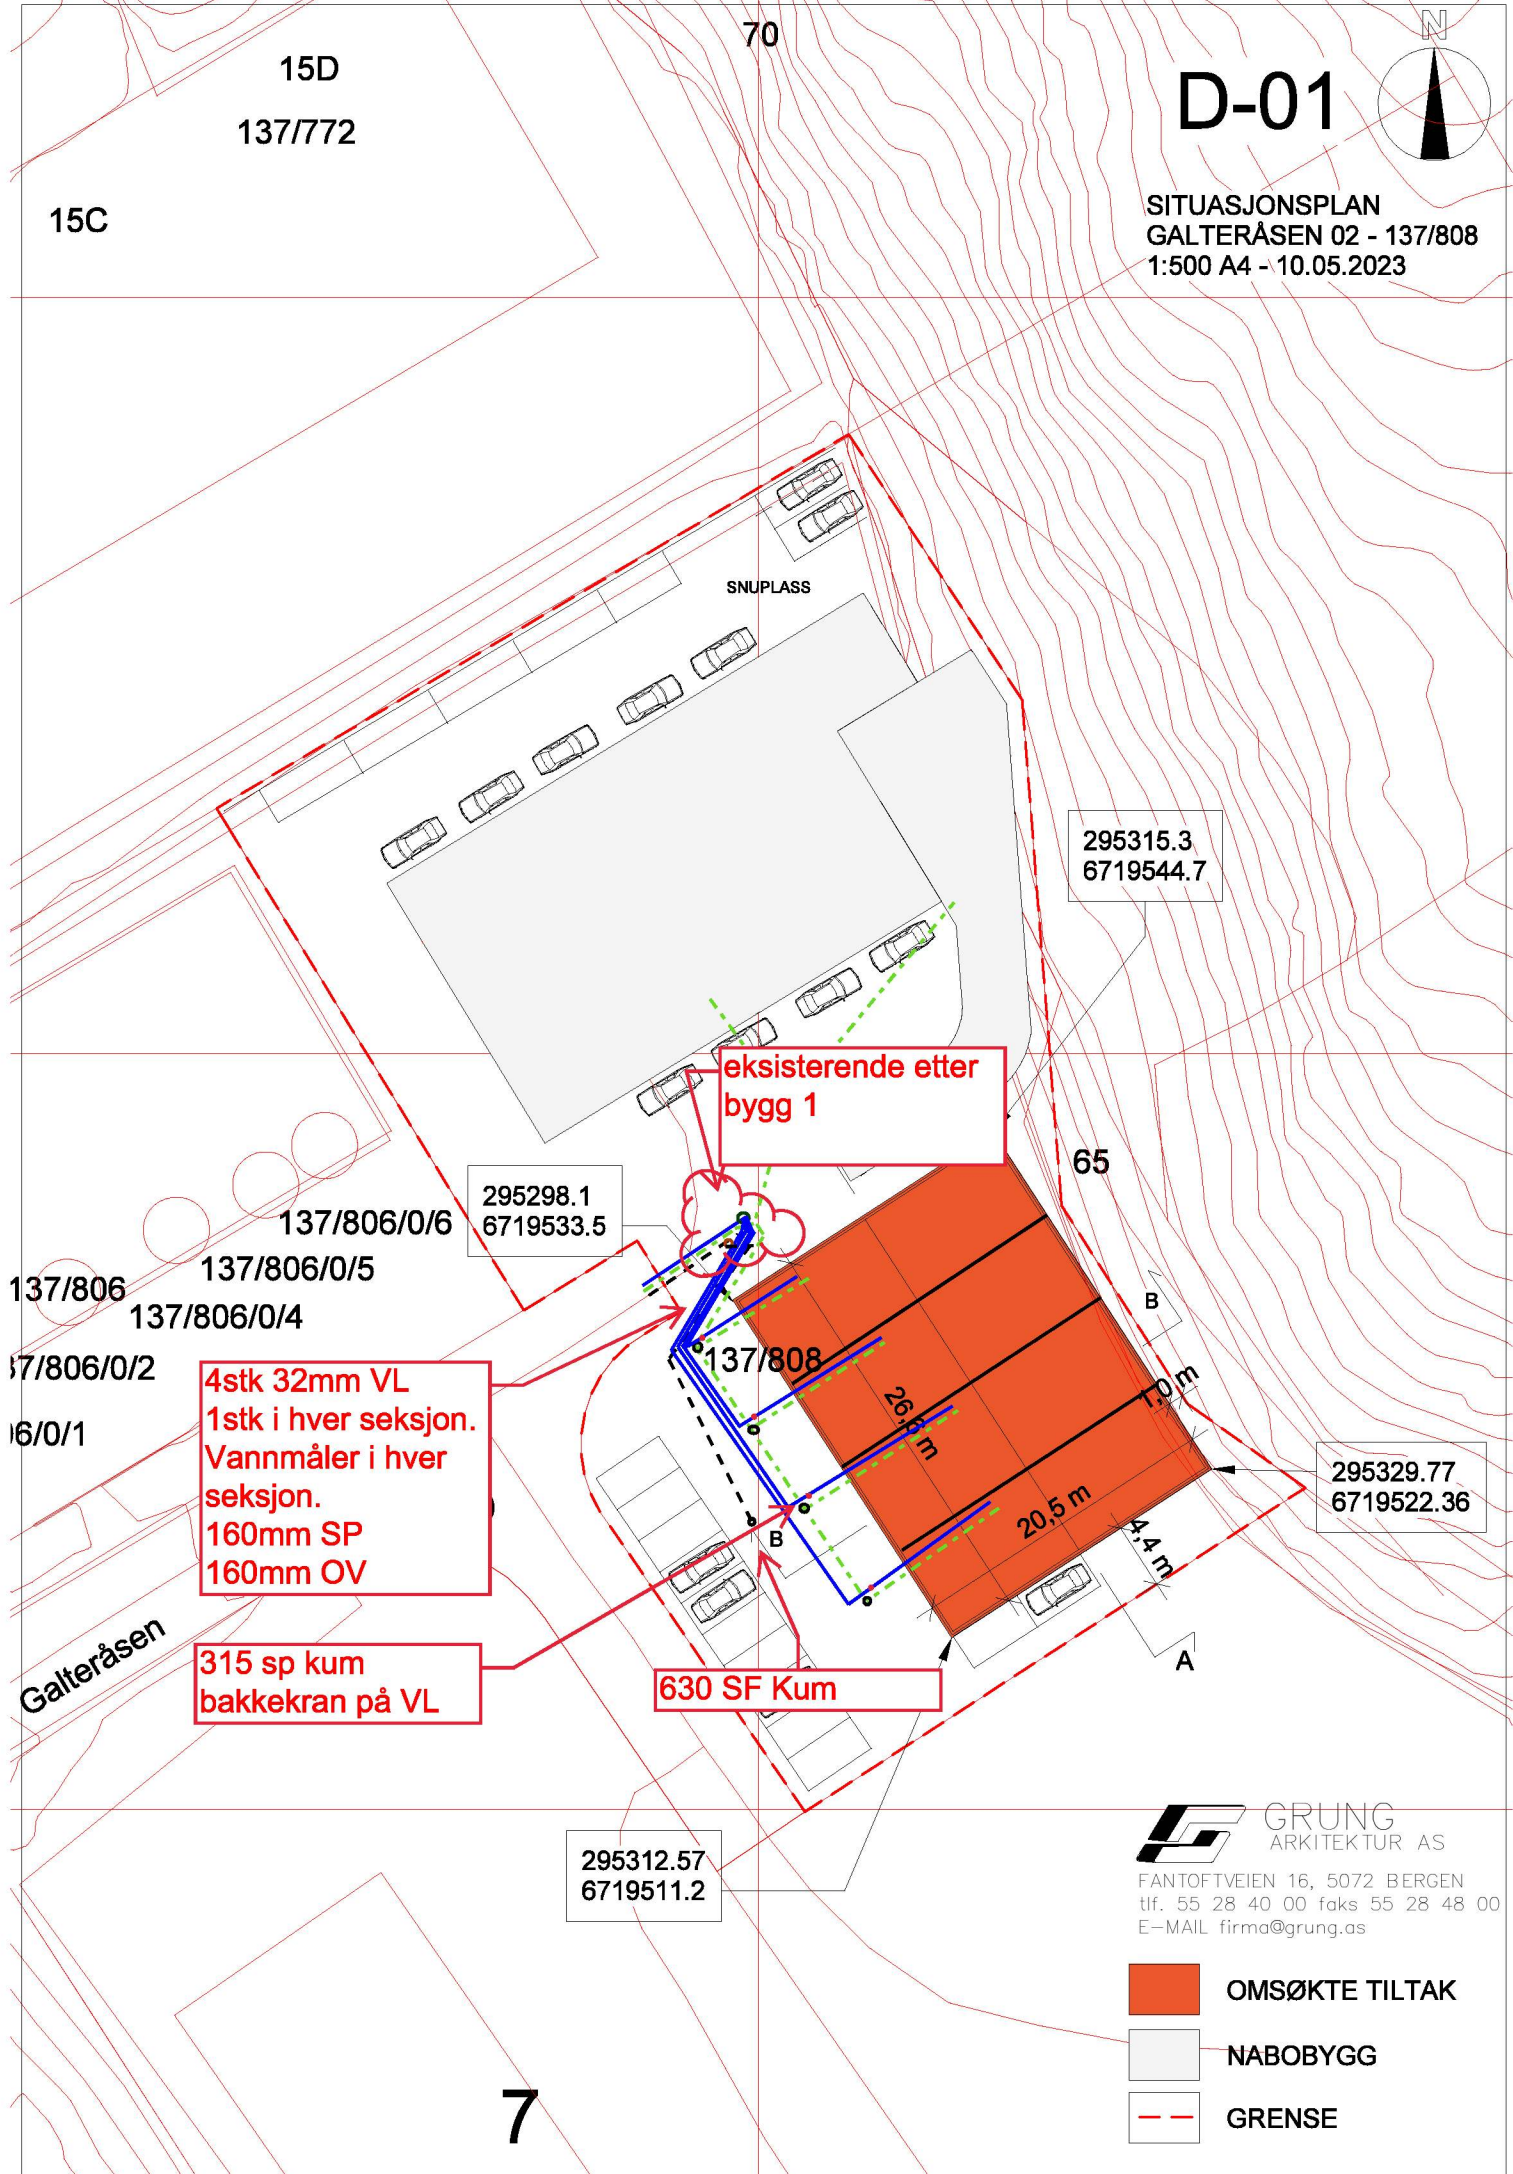 70
N
15D
137/772
D-01
15C
SITUASJONSPLAN
GALTERÅSEN 02 - 137/808
1:500 A4 - 10.05.2023
SNUPLASS
295315.3
6719544.7
eksisterende etter
bygg 1
65
295298.1
6719533.5
137/806/0/6
137/806/0/5
137/806
137/806/0/4
B
137/808
37/806/0/2
4stk 32mm VL
1stk i hver seksjon.
Vannmåler i hver
seksjon.
160mm SP
160mm OV
1,0 m
26,6 m
06/0/1
295329.77
6719522.36
20,5 m
4,4 m
B
Galteråsen
315 sp kum
bakkekran på VL
A
630 SF Kum
295312.57
6719511.2
GRUNG
ARKITEKTUR AS
FANTOFTVEIEN 16, 5072 BERGEN
tlf. 55 28 40 00 faks 55 28 48 00
E-MAIL firma@grung.as
OMSØKTE TILTAK
NABOBYGG
GRENSE
7